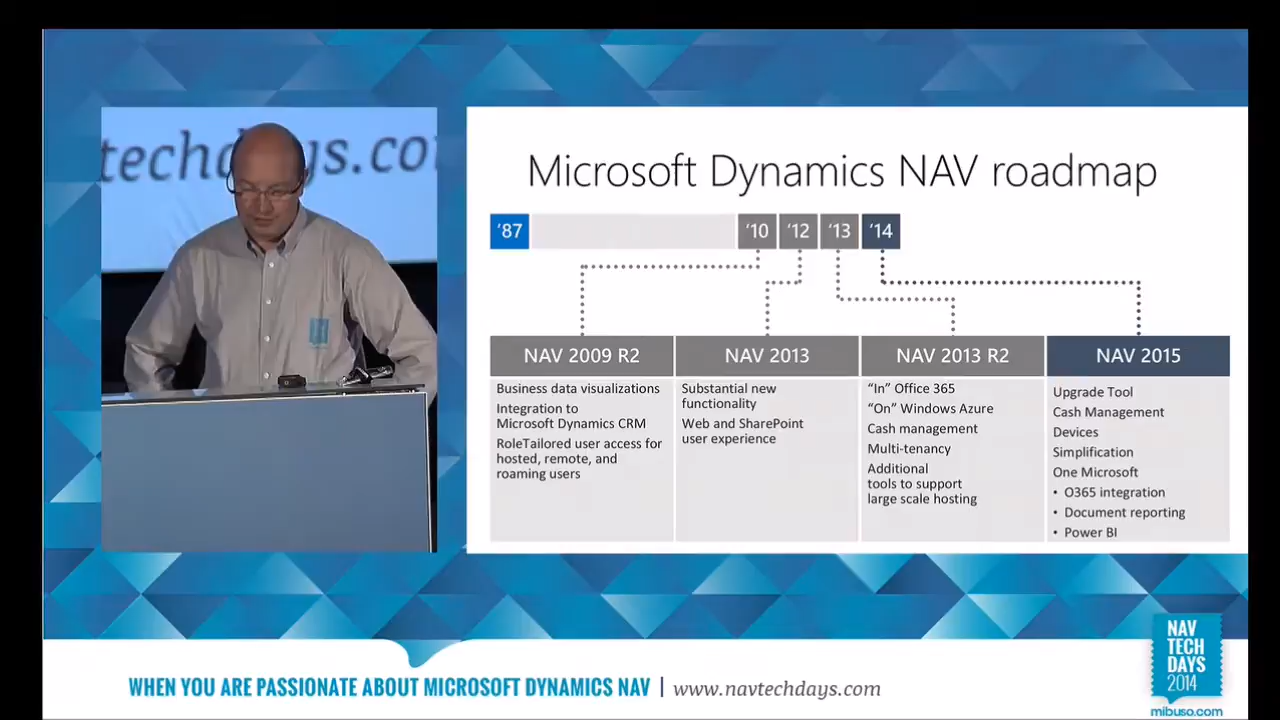 techdays.co
Microsoft Dynamics NAV roadmap
'87
'10
'12
'13
'14
NAV 2009 R2
Business data visualizations
Integration to
Microsoft Dynamics CRM
RoleTailored user access for
hosted, remote, and
roaming users
NAV 2013
Substantial new
functionality
Web and SharePoint
user experience
NAV 2013 R2
“In” Office 365
“On” Windows Azure
Cash management
Multi-tenancy
Additional
tools to support
large scale hosting
NAV 2015
Upgrade Tool
Cash Management
Devices
Simplification
One Microsoft
• O365 integration
• Document reporting
• Power BI
WHEN YOU ARE PASSIONATE ABOUT MICROSOFT DYNAMICS NAV | www.navtechdays.com
NAV
TECH
DAYS
2014
mibuso.com